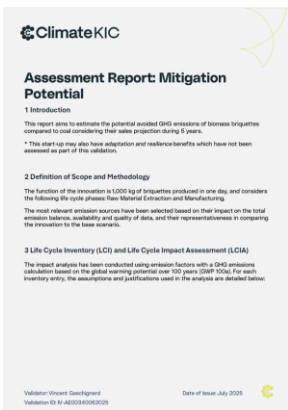 Climate KIC
Assessment Report: Mitigation
Potential
1 Introduction
This report aims to estimate the potential avoided GHG emissions of biomass briquettes
compared to coal considering their sales projection during 5 years.
* This start-up may also have adaptation and resilience benefits which have not been
assessed as part of this validation.
2 Definition of Scope and Methodology
The function of the innovation is 1,000 kg of briquettes produced in one day, and considers
the following life cycle phases: Raw Material Extraction and Manufacturing.
The most relevant emission sources have been selected based on their impact on the total
emission balance, availability and quality of data, and their representativeness in comparing
the innovation to the base scenario.
3 Life Cycle Inventory (LCI) and Life Cycle Impact Assessment (LCIA)
The impact analysis has been conducted using emission factors with a GHG emissions
calculation based on the global warming potential over 100 years (GWP 100a). For each
inventory entry, the assumptions and justifications used in the analysis are detailed below:
Validator: Vincent Gaschignard
Date of Issue: July 2025
Validation ID: IV-AE00340062025